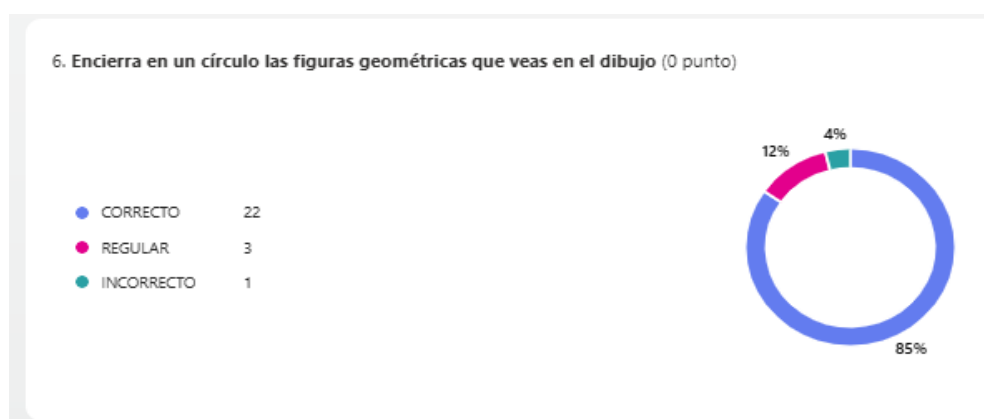 6. Encierra en un círculo las figuras geométricas que veas en el dibujo (0 punto)
CORRECTO 22
REGULAR 3
INCORRECTO 1
4%
12%
85%